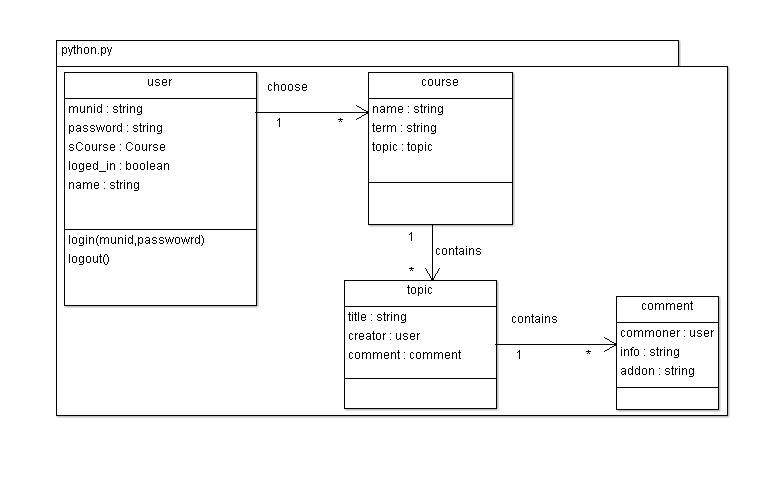 python.py
user
munid : string
password : string
sCourse : Course
loged_in : boolean
name : string
login(munid,passwowrd)
logout()
choose
1
*
course
name : string
term : string
topic : topic
1
contains
*
topic
title : string
creator : user
comment : comment
contains
1
*
comment
commoner : user
info : string
addon : string